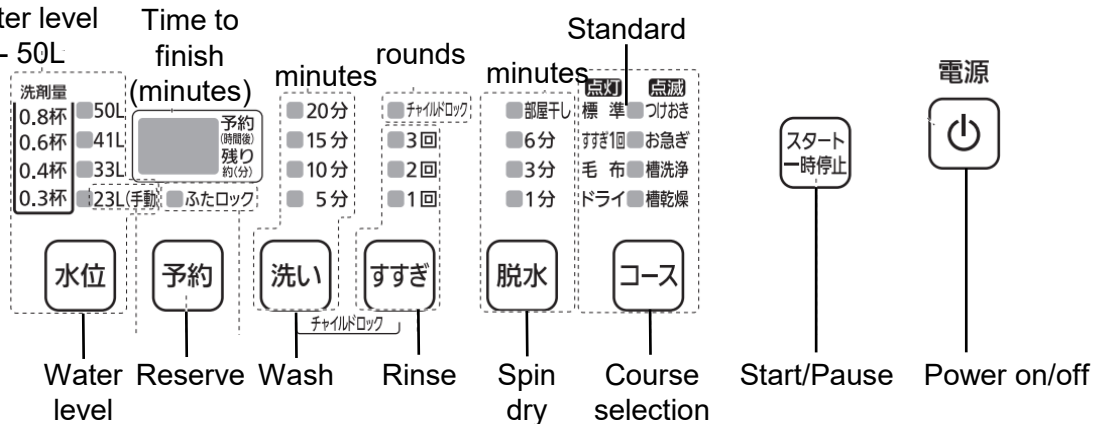 ter level
- 50L
Time to
finish
(minutes)
minutes
rounds
minutes
Standard
洗剤量
0.8杯 50L
0.6杯 41L
0.4杯 33L
0.3杯 23L(手動)
予約
(時間後)
残り
約(分)
ふたロック
20分
15分
10分
5分
チャイルドロック
3回
2回
1回
部屋干し
6分
3分
1分
点灯 点滅
標準 つけおき
すすぎ1回 お急ぎ
毛布 槽洗浄
ドライ 槽乾燥
スタート
一時停止
電源
水位
予約
洗い
すすぎ
脱水
コース
チャイルドロック
Water
level
Reserve
Wash
Rinse
Spin
dry
Course
selection
Start/Pause
Power on/off